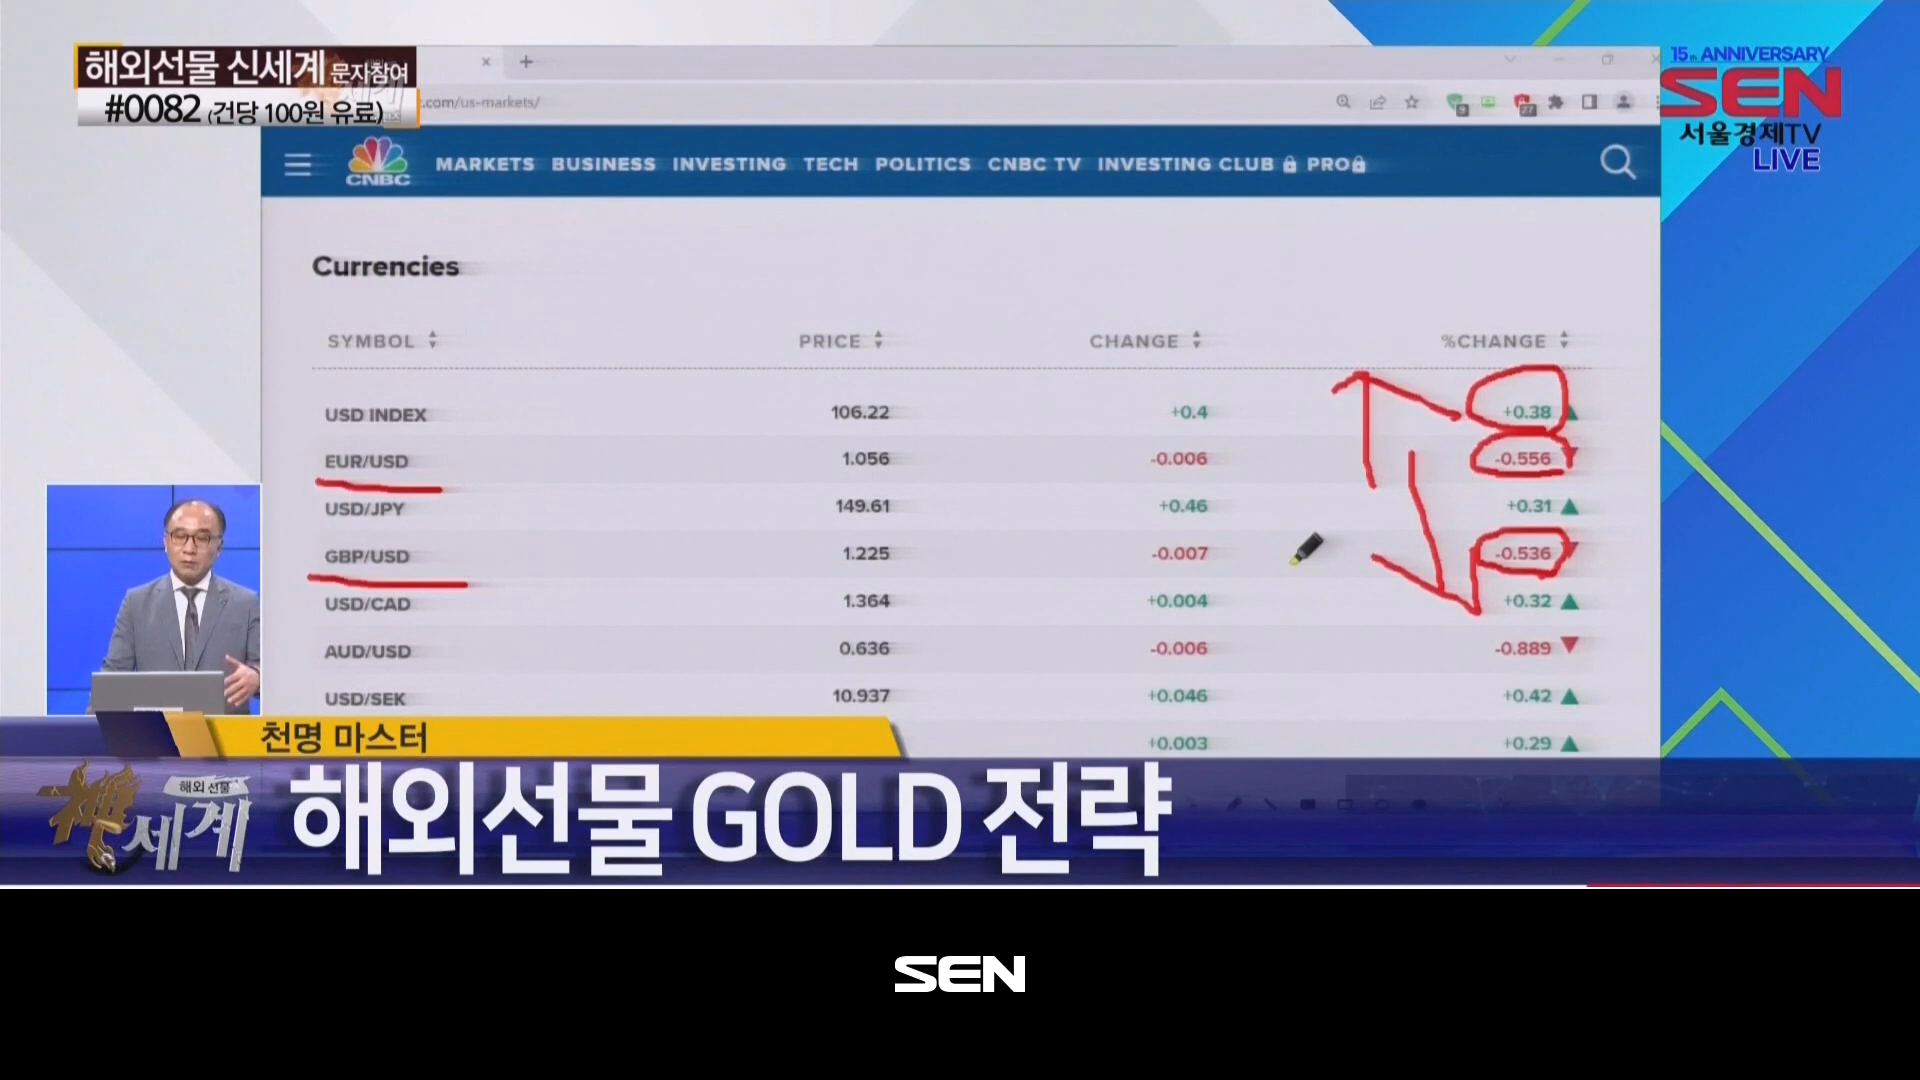 해외선물 신세계 문자참여
#0082 (건당 100원 유료)
.com/us-markets/
15th ANNIVERSARY
SEN
서울경제TV
LIVE
CNBC MARKETS BUSINESS INVESTING TECH POLITICS CNBC TV INVESTING CLUB PRO
Currencies
SYMBOL PRICE CHANGE %CHANGE
USD INDEX 106.22 +0.4 +0.38
EUR/USD 1.056 -0.006 -0.556
USD/JPY 149.61 +0.46 +0.31
GBP/USD 1.225 -0.007 -0.536
USD/CAD 1.364 +0.004 +0.32
AUD/USD 0.636 -0.006 -0.889
USD/SEK 10.937 +0.046 +0.42
+0.003 +0.29
천명 마스터
해외 선물
神세계
해외선물 GOLD 전략
SEN